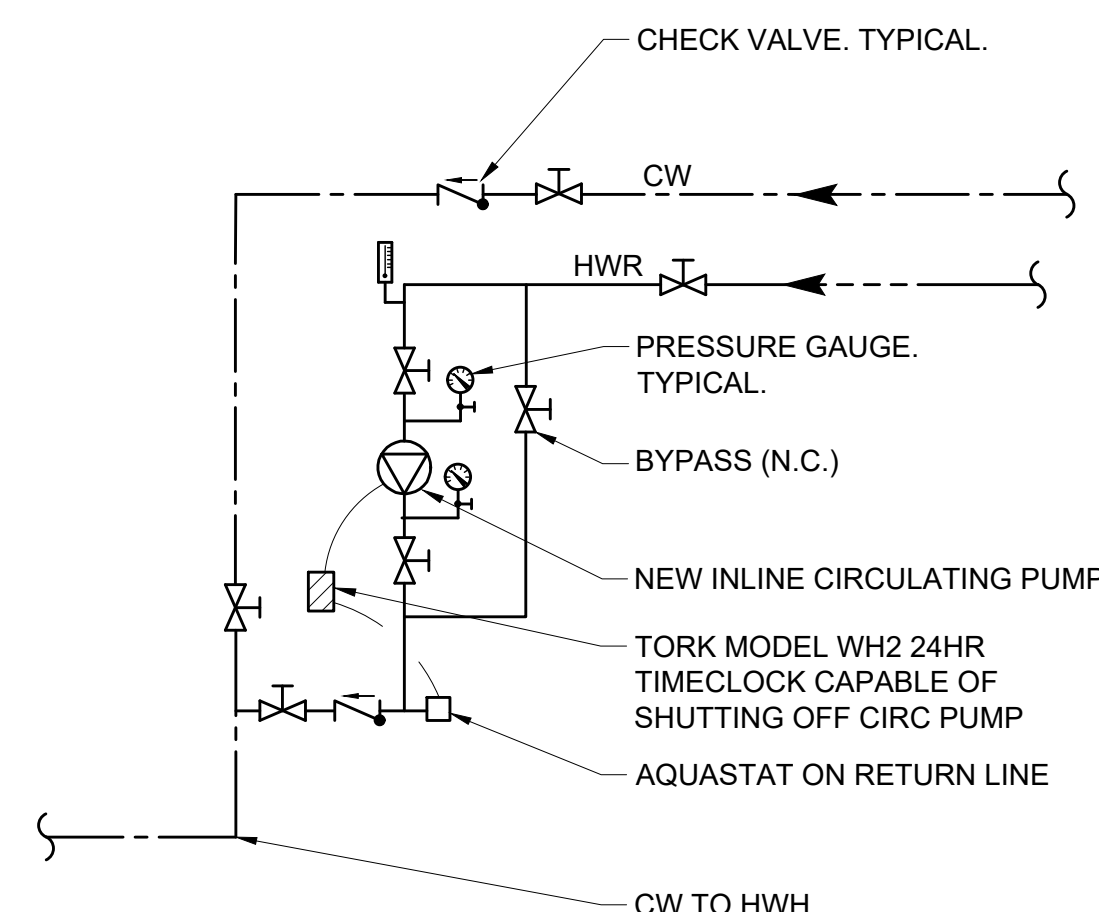 CHECK VALVE. TYPICAL.
CW
HWR
PRESSURE GAUGE.
TYPICAL.
BYPASS (N.C.)
NEW INLINE CIRCULATING PUMP
TORK MODEL WH2 24HR
TIMECLOCK CAPABLE OF
SHUTTING OFF CIRC PUMP
AQUASTAT ON RETURN LINE
CW TO HWH